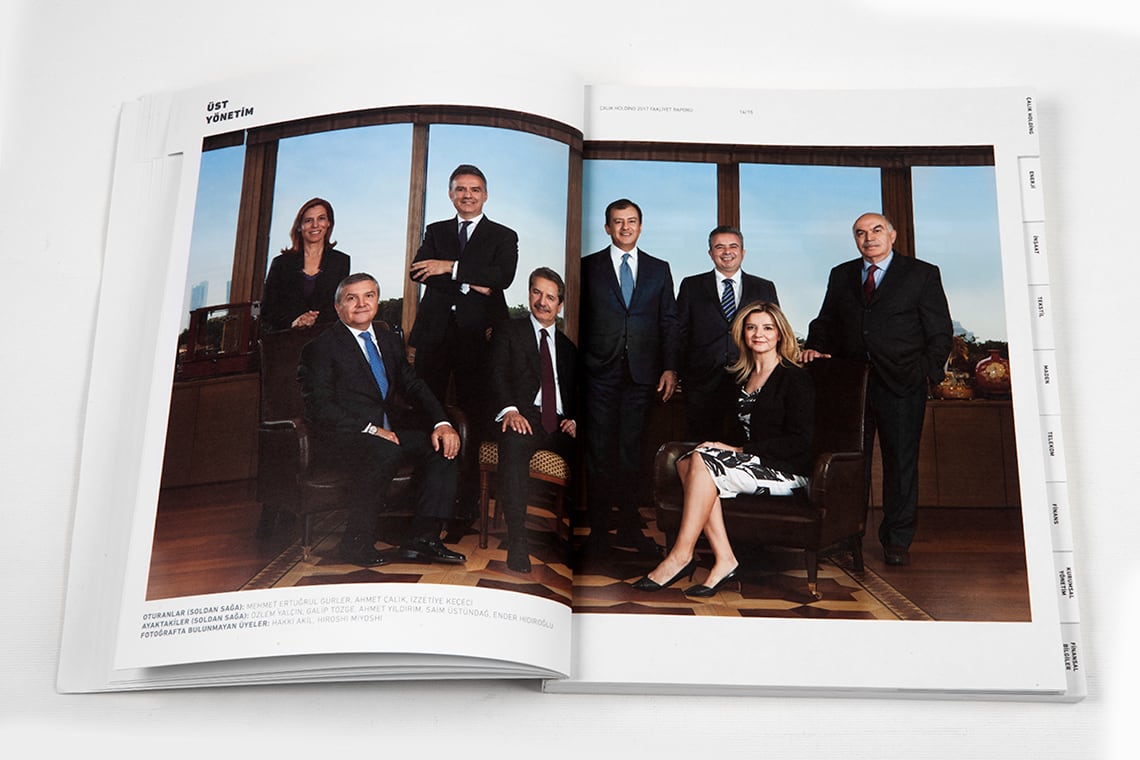 ÜST
YÖNETİM
ÇALIK HOLDİNG 2017 FAALİYET RAPORU
14/15
ÇALIK HOLDİNG
ENERJİ
İNŞAAT
TEKSTİL
MADEN
TELEKOM
FİNANS
KURUMSAL
YÖNETİM
FİNANSAL
BİLGİLER
OTURANLAR (SOLDAN SAĞA): MEHMET ERTUĞRUL GÜRLER, AHMET ÇALIK, İZZETİYE KEÇECİ
AYAKTAKİLER (SOLDAN SAĞA): ÖZLEM YALÇIN, GALİP TÖZGE, AHMET YILDIRIM, SAİM ÜSTÜNDAĞ, ENDER HIDIROĞLU
FOTOĞRAFTA BULUNMAYAN ÜYELER: HAKKI AKİL, HIROSHI MIYOSHI